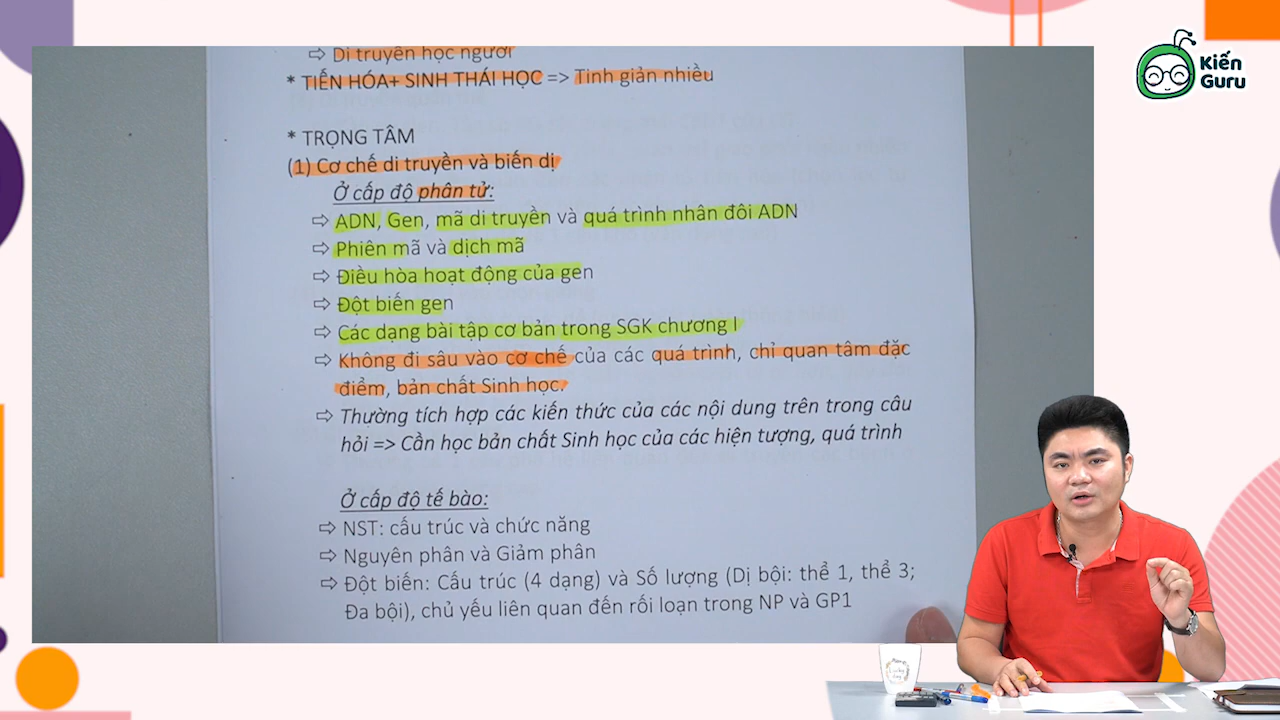 ⇨ Di truyền học người
* TIẾN HÓA+ SINH THÁI HỌC => Tinh giản nhiều
* TRỌNG TÂM
(1) Cơ chế di truyền và biến dị
Ở cấp độ phân tử:
⇨ ADN, Gen, mã di truyền và quá trình nhân đôi ADN
⇨ Phiên mã và dịch mã
⇨ Điều hòa hoạt động của gen
⇨ Đột biến gen
⇨ Các dạng bài tập cơ bản trong SGK chương I
⇨ Không đi sâu vào cơ chế của các quá trình, chỉ quan tâm đặc
điểm, bản chất Sinh học.
⇨ Thường tích hợp các kiến thức của các nội dung trên trong câu
hỏi => Cần học bản chất Sinh học của các hiện tượng, quá trình
Ở cấp độ tế bào:
⇨ NST: cấu trúc và chức năng
⇨ Nguyên phân và Giảm phân
⇨ Đột biến: Cấu trúc (4 dạng) và Số lượng (Dị bội: thể 1, thể 3;
Đa bội), chủ yếu liên quan đến rối loạn trong NP và GP1
Kiến
Guru